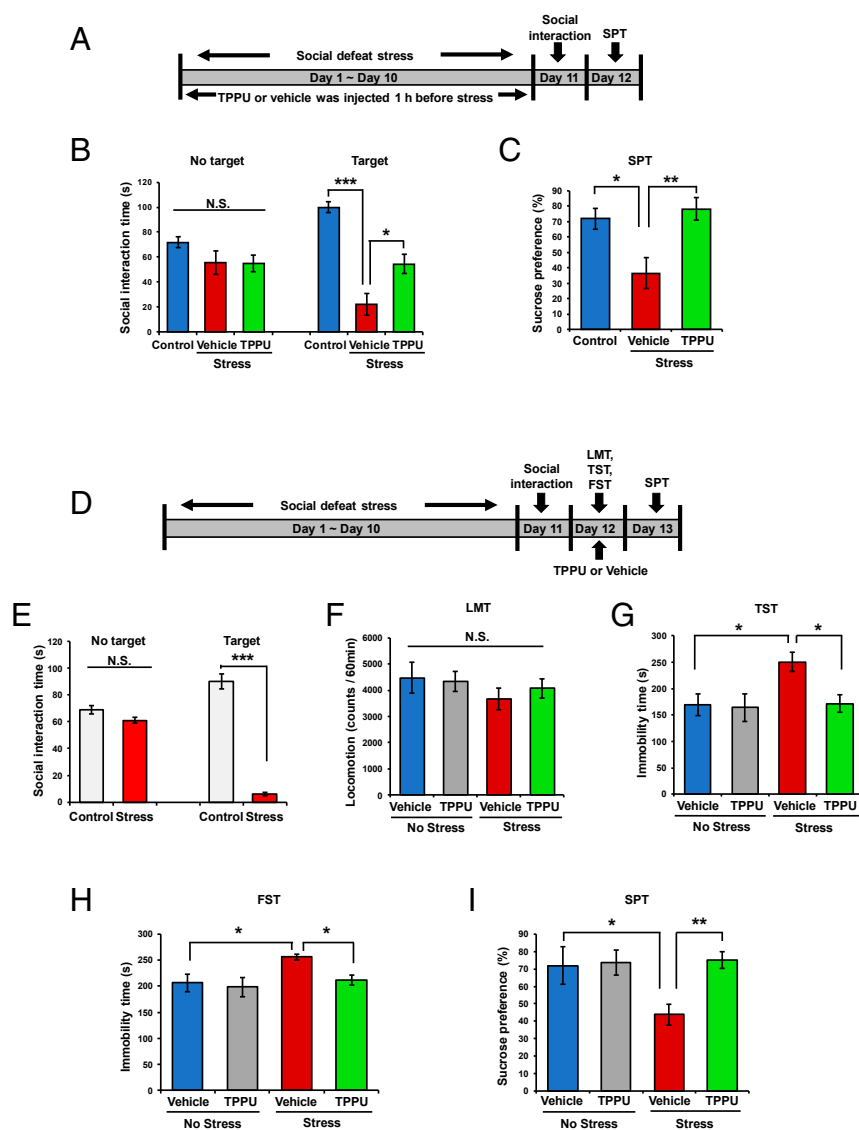 A
Social
interaction
SPT
Social defeat stress
Day 1 ~ Day 10
Day 11
Day 12
TPPU or vehicle was injected 1 h before stress
B
No target
Target
Social interaction time (s)
120
100
80
60
40
20
0
N.S.
***
*
Control Vehicle TPPU
Stress
Control Vehicle TPPU
Stress
C
SPT
Sucrose preference (%)
90
80
70
60
50
40
30
20
10
0
*
**
Control Vehicle TPPU
Stress
D
Social
interaction
LMT,
TST,
FST
SPT
Social defeat stress
Day 1 ~ Day 10
Day 11
Day 12
Day 13
TPPU or Vehicle
E
No target
Target
Social interaction time (s)
120
100
80
60
40
20
0
N.S.
***
Control Stress
Control Stress
F
LMT
Locomotion (counts / 60min)
6000
5000
4000
3000
2000
1000
0
N.S.
Vehicle TPPU Vehicle TPPU
No Stress Stress
G
TST
Immobility time (s)
300
250
200
150
100
50
0
*
*
Vehicle TPPU Vehicle TPPU
No Stress Stress
H
FST
Immobility time (s)
300
250
200
150
100
50
0
*
*
Vehicle TPPU Vehicle TPPU
No Stress Stress
I
SPT
Sucrose preference (%)
90
80
70
60
50
40
30
20
10
0
*
**
Vehicle TPPU Vehicle TPPU
No Stress Stress